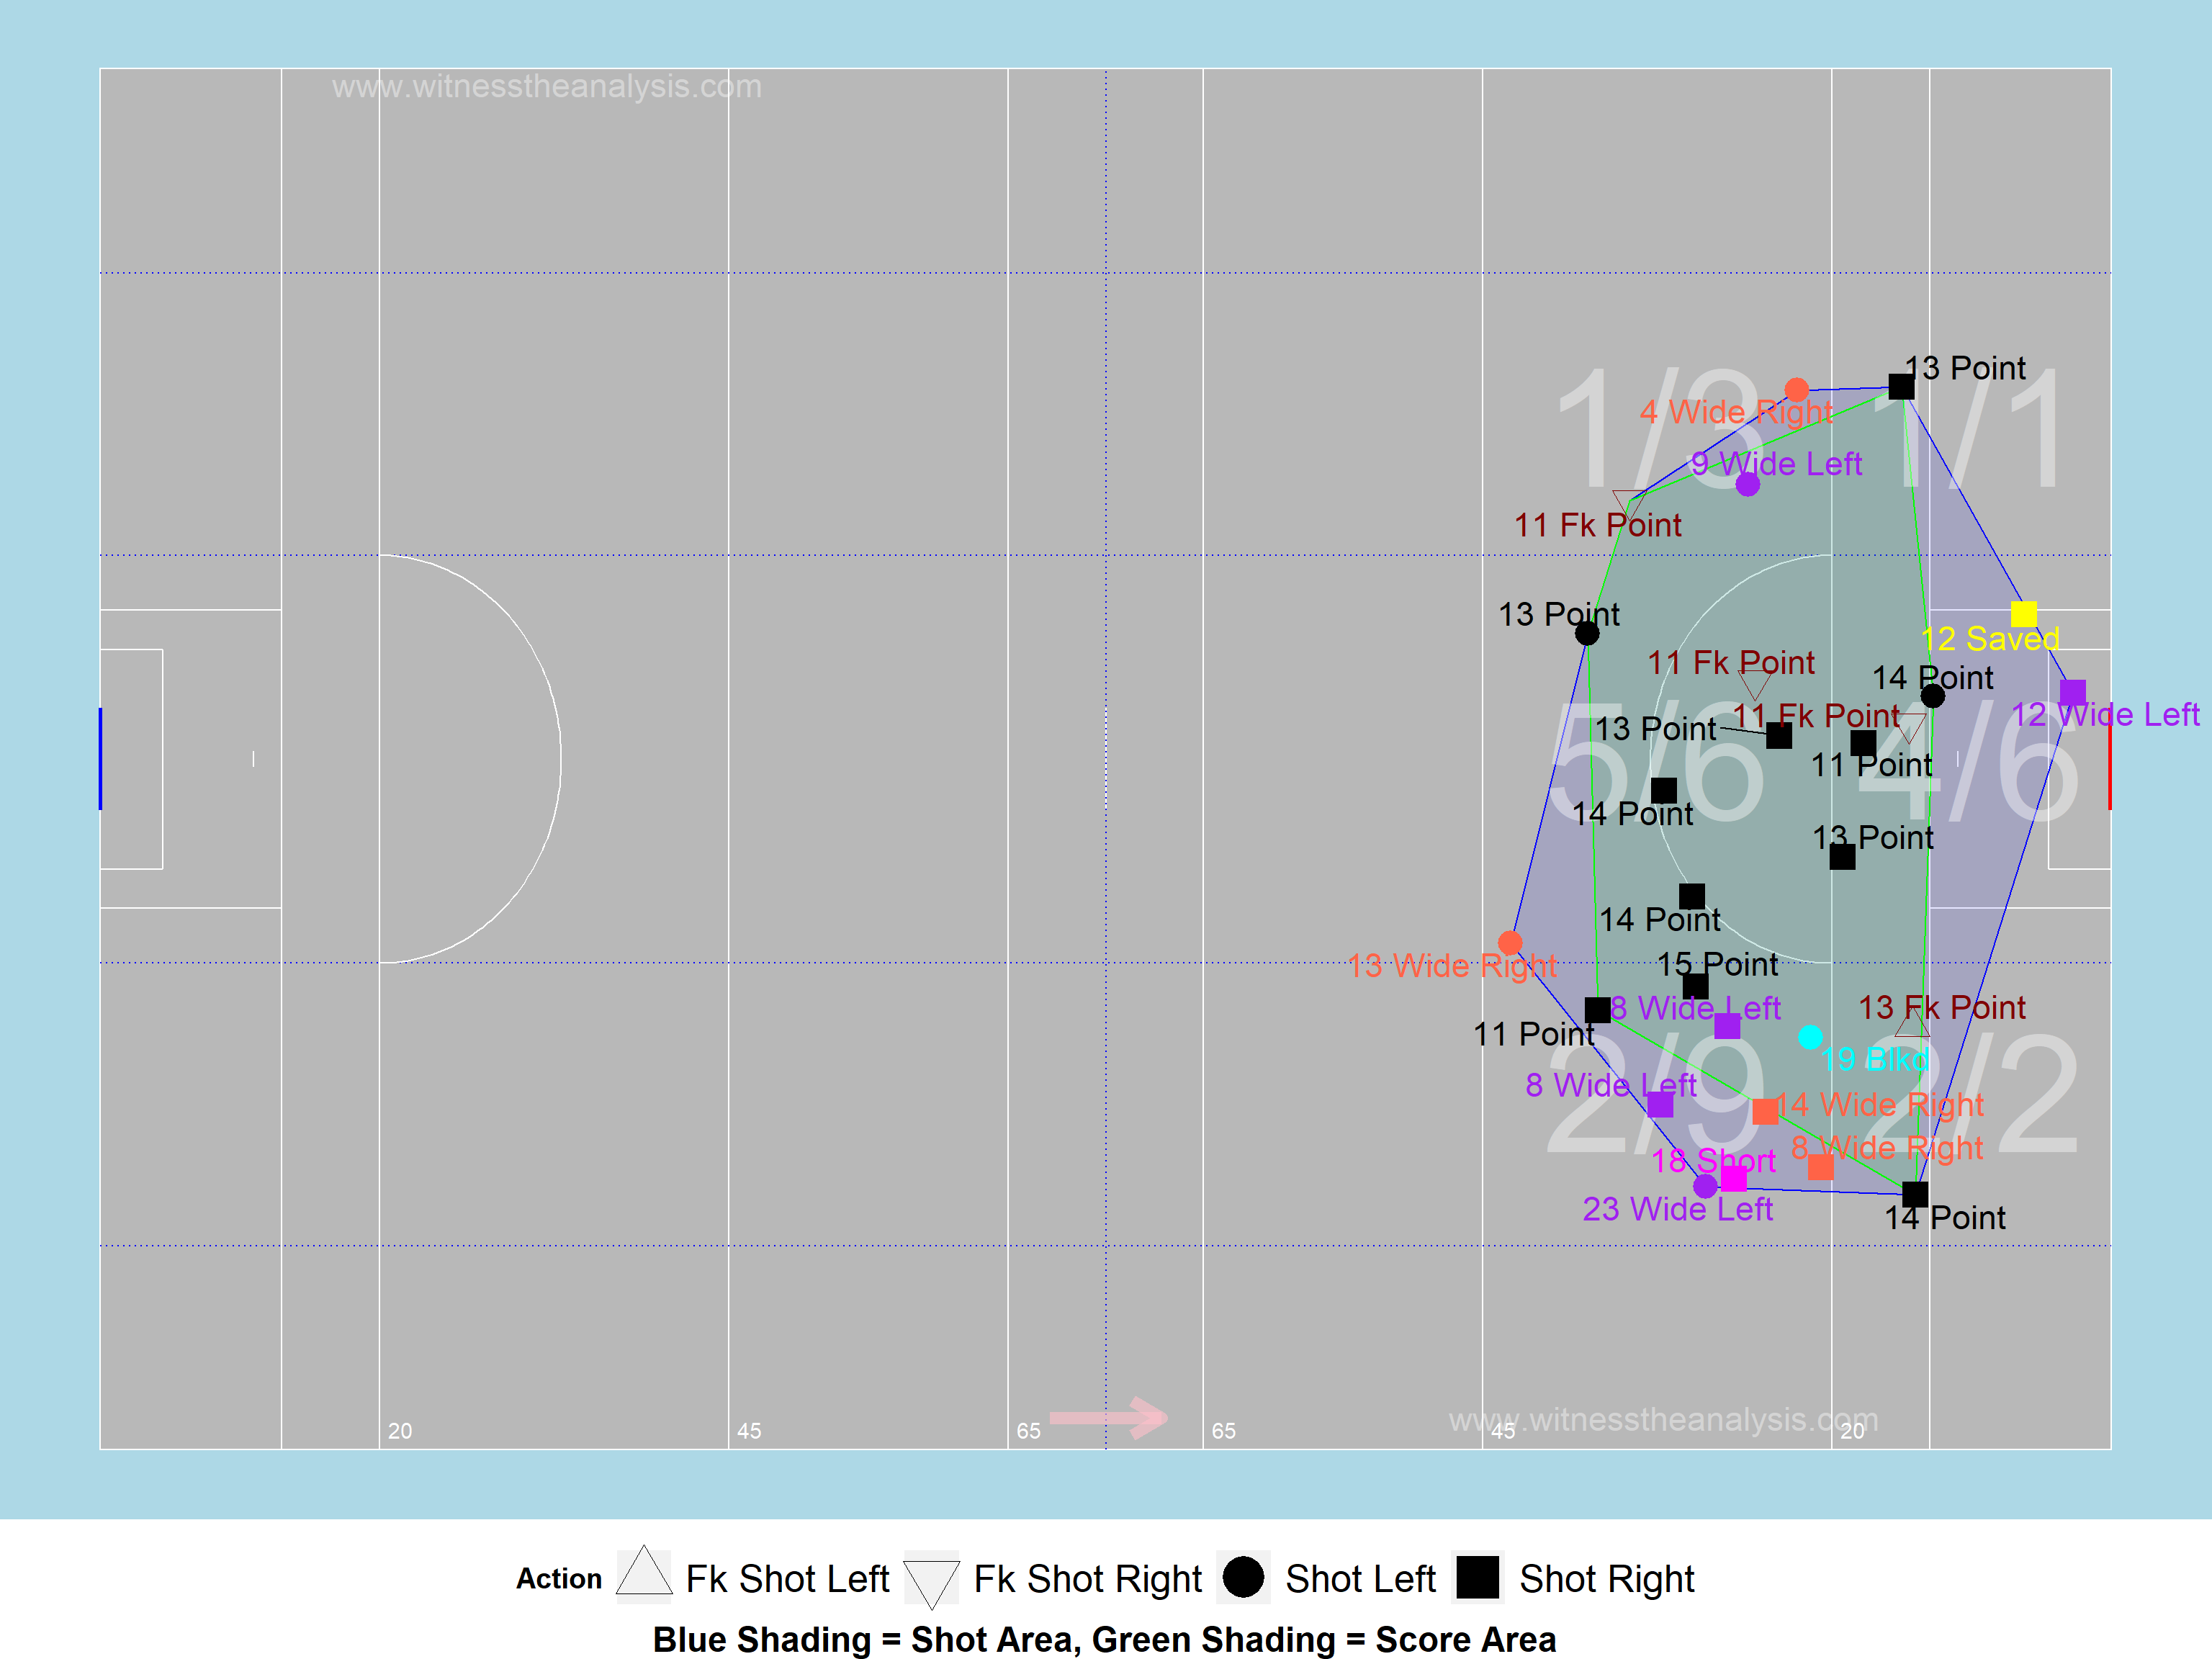 www.witnesstheanalysis.com
13 Point
1/3
1/1
4 Wide Right
9 Wide Left
11 Fk Point
13 Point
12 Saved
11 Fk Point
14 Point
12 Wide Left
11 Fk Point
13 Point
5/6
4/6
11 Point
14 Point
13 Point
14 Point
13 Wide Right
15 Point
8 Wide Left
13 Fk Point
11 Point
19 Blkd
8 Wide Left
2/9
2/2
14 Wide Right
8 Wide Right
18 Short
23 Wide Left
14 Point
www.witnesstheanalysis.com
20 45 65 65 45 20
Action Fk Shot Left Fk Shot Right Shot Left Shot Right
Blue Shading = Shot Area, Green Shading = Score Area